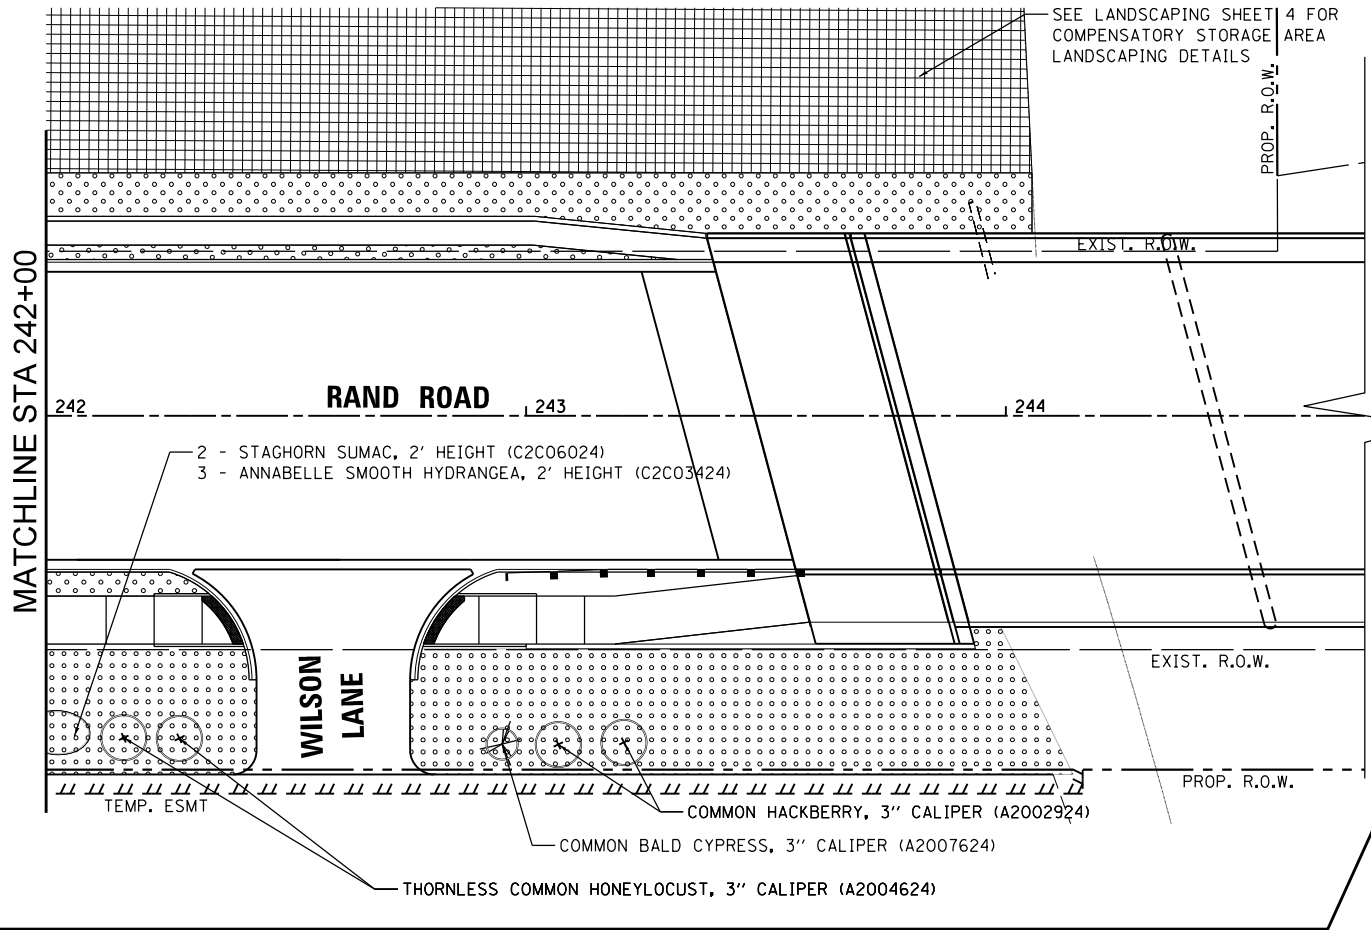 SEE LANDSCAPING SHEET 4 FOR
COMPENSATORY STORAGE AREA
LANDSCAPING DETAILS
PROP. R.O.W.
EXIST. R.O.W.
MATCHLINE STA 242+00
RAND ROAD
242
243
244
2 - STAGHORN SUMAC, 2' HEIGHT (C2C06024)
3 - ANNABELLE SMOOTH HYDRANGEA, 2' HEIGHT (C2C03424)
WILSON
LANE
EXIST. R.O.W.
PROP. R.O.W.
TEMP. ESMT
COMMON HACKBERRY, 3'' CALIPER (A2002924)
COMMON BALD CYPRESS, 3'' CALIPER (A2007624)
THORNLESS COMMON HONEYLOCUST, 3'' CALIPER (A2004624)